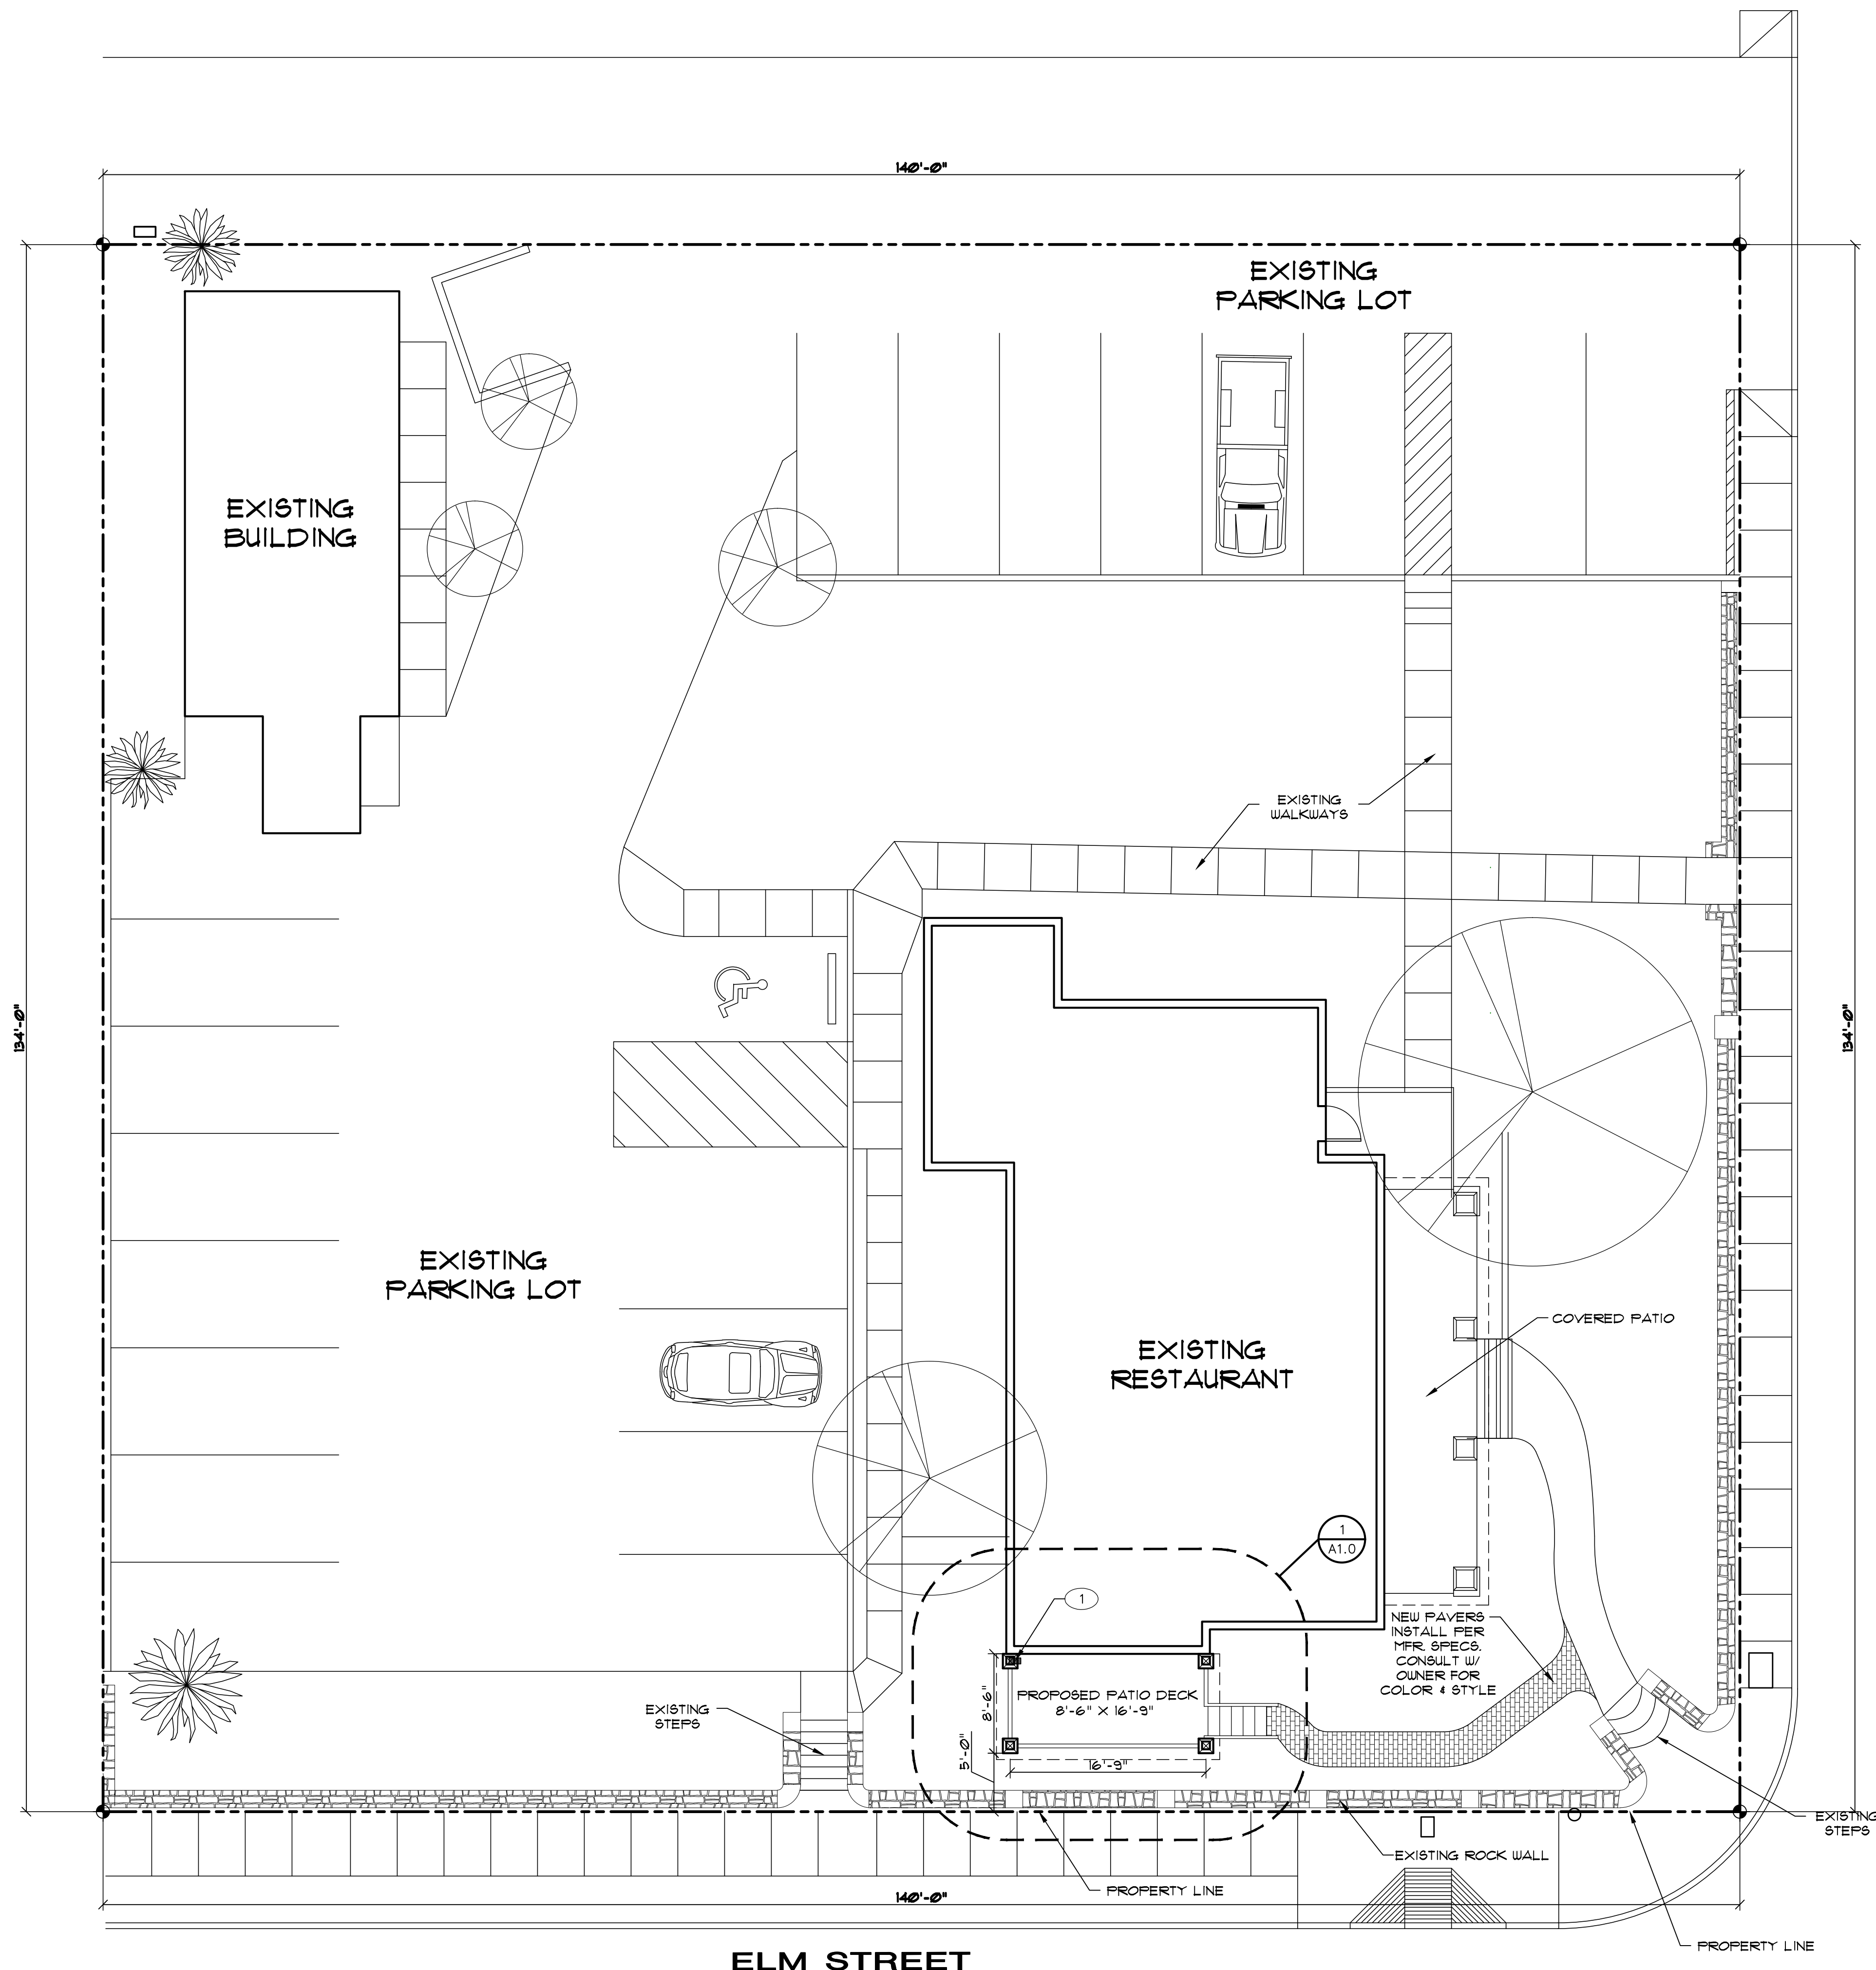 140'-0"
EXISTING
PARKING LOT
EXISTING
BUILDING
EXISTING
WALKWAYS
134'-0"
134'-0"
EXISTING
PARKING LOT
COVERED PATIO
EXISTING
RESTAURANT
1
A1.0
1
NEW PAVERS
INSTALL PER
MFR. SPECS.
CONSULT W/
OWNER FOR
COLOR & STYLE
PROPOSED PATIO DECK
8'-6" X 16'-9"
8'-6"
EXISTING
STEPS
5'-0"
16'-9"
EXISTING
STEPS
EXISTING ROCK WALL
PROPERTY LINE
140'-0"
PROPERTY LINE
ELM STREET